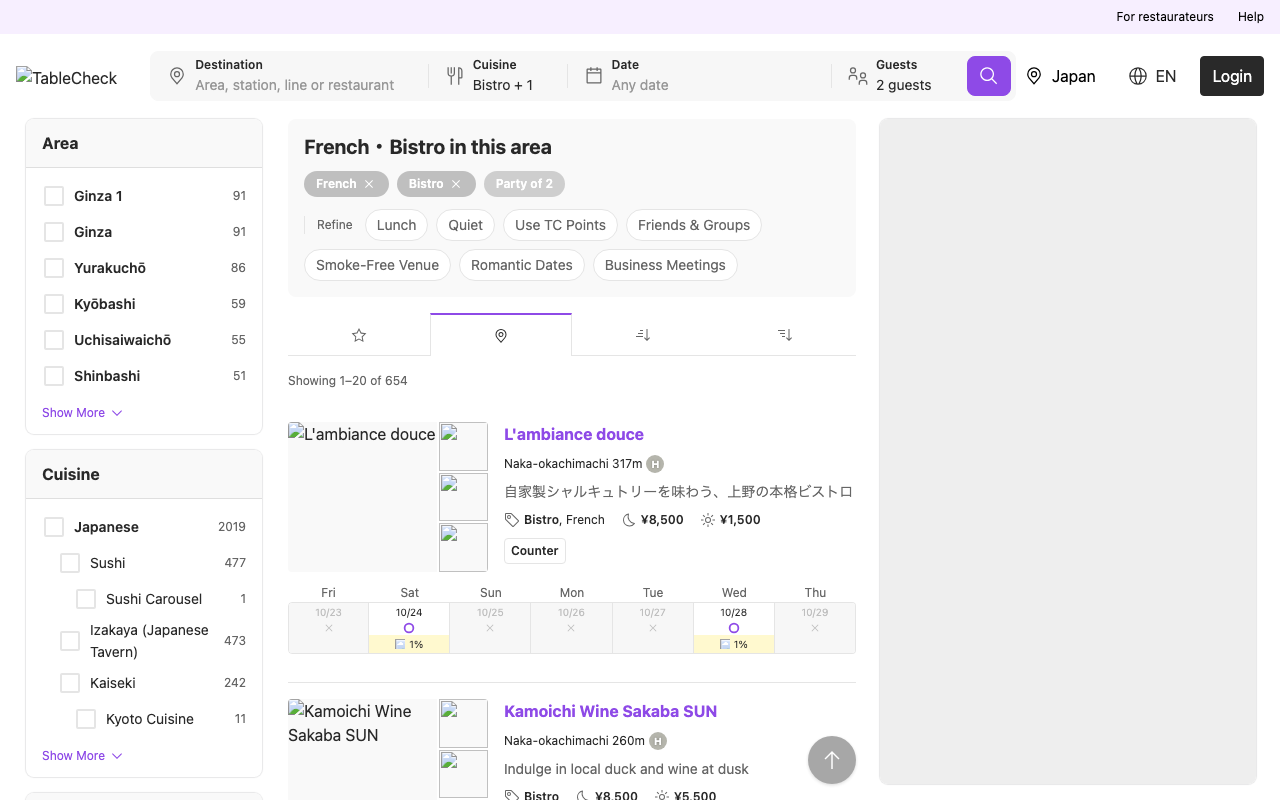 For restaurateurs
Help
TableCheck
Destination
Area, station, line or restaurant
Cuisine
Bistro + 1
Date
Any date
Guests
2 guests
Japan
EN
Login
Area
Ginza 1
91
Ginza
91
Yurakuchō
86
Kyōbashi
59
Uchisaiwaichō
55
Shinbashi
51
Show More
Cuisine
Japanese
2019
Sushi
477
Sushi Carousel
1
Izakaya (Japanese
Tavern)
473
Kaiseki
242
Kyoto Cuisine
11
Show More
French・Bistro in this area
French
Bistro
Party of 2
Refine
Lunch
Quiet
Use TC Points
Friends & Groups
Smoke-Free Venue
Romantic Dates
Business Meetings
Showing 1–20 of 654
L'ambiance douce
L'ambiance douce
Naka-okachimachi 317m
H
自家製シャルキュトリーを味わう、上野の本格ビストロ
Bistro, French
¥8,500
¥1,500
Counter
Fri
Sat
Sun
Mon
Tue
Wed
Thu
10/23
10/24
10/25
10/26
10/27
10/28
10/29
1%
1%
Kamoichi Wine
Sakaba SUN
Kamoichi Wine Sakaba SUN
Naka-okachimachi 260m
H
Indulge in local duck and wine at dusk
Bistro
¥8,500
¥5,500